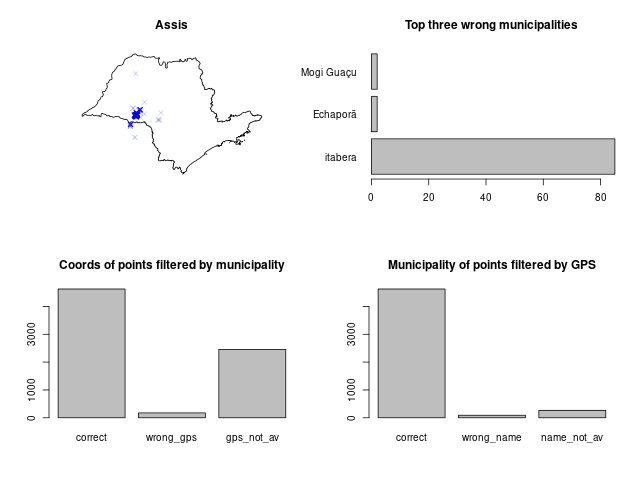 Assis
Top three wrong municipalities
Mogi Guaçu
Echaporã
itabera
0 20 40 60 80
Coords of points filtered by municipality
3000
1000
0
correct wrong_gps gps_not_av
Municipality of points filtered by GPS
3000
1000
0
correct wrong_name name_not_av